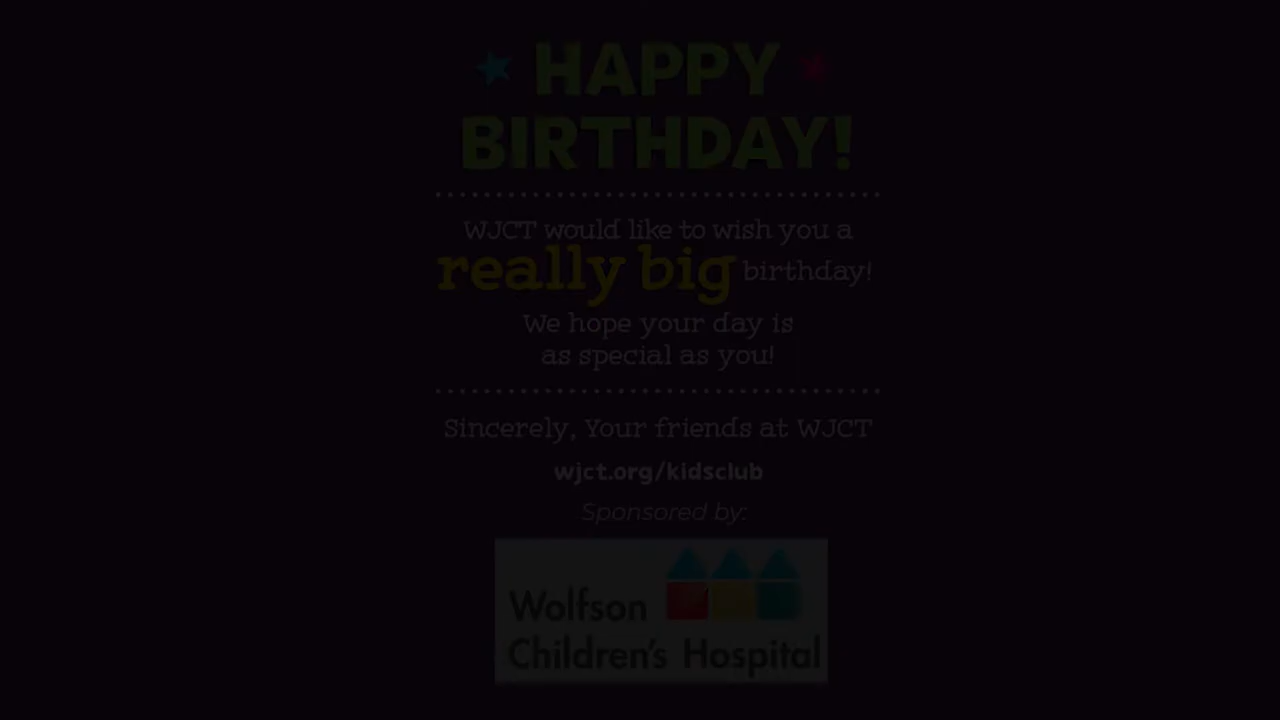 HAPPY
BIRTHDAY!
WJCT would like to wish you a
really big birthday!
We hope your day is
as special as you!
Sincerely, Your friends at WJCT
wjct.org/kidsclub
Sponsored by:
Wolfson
Children's Hospital